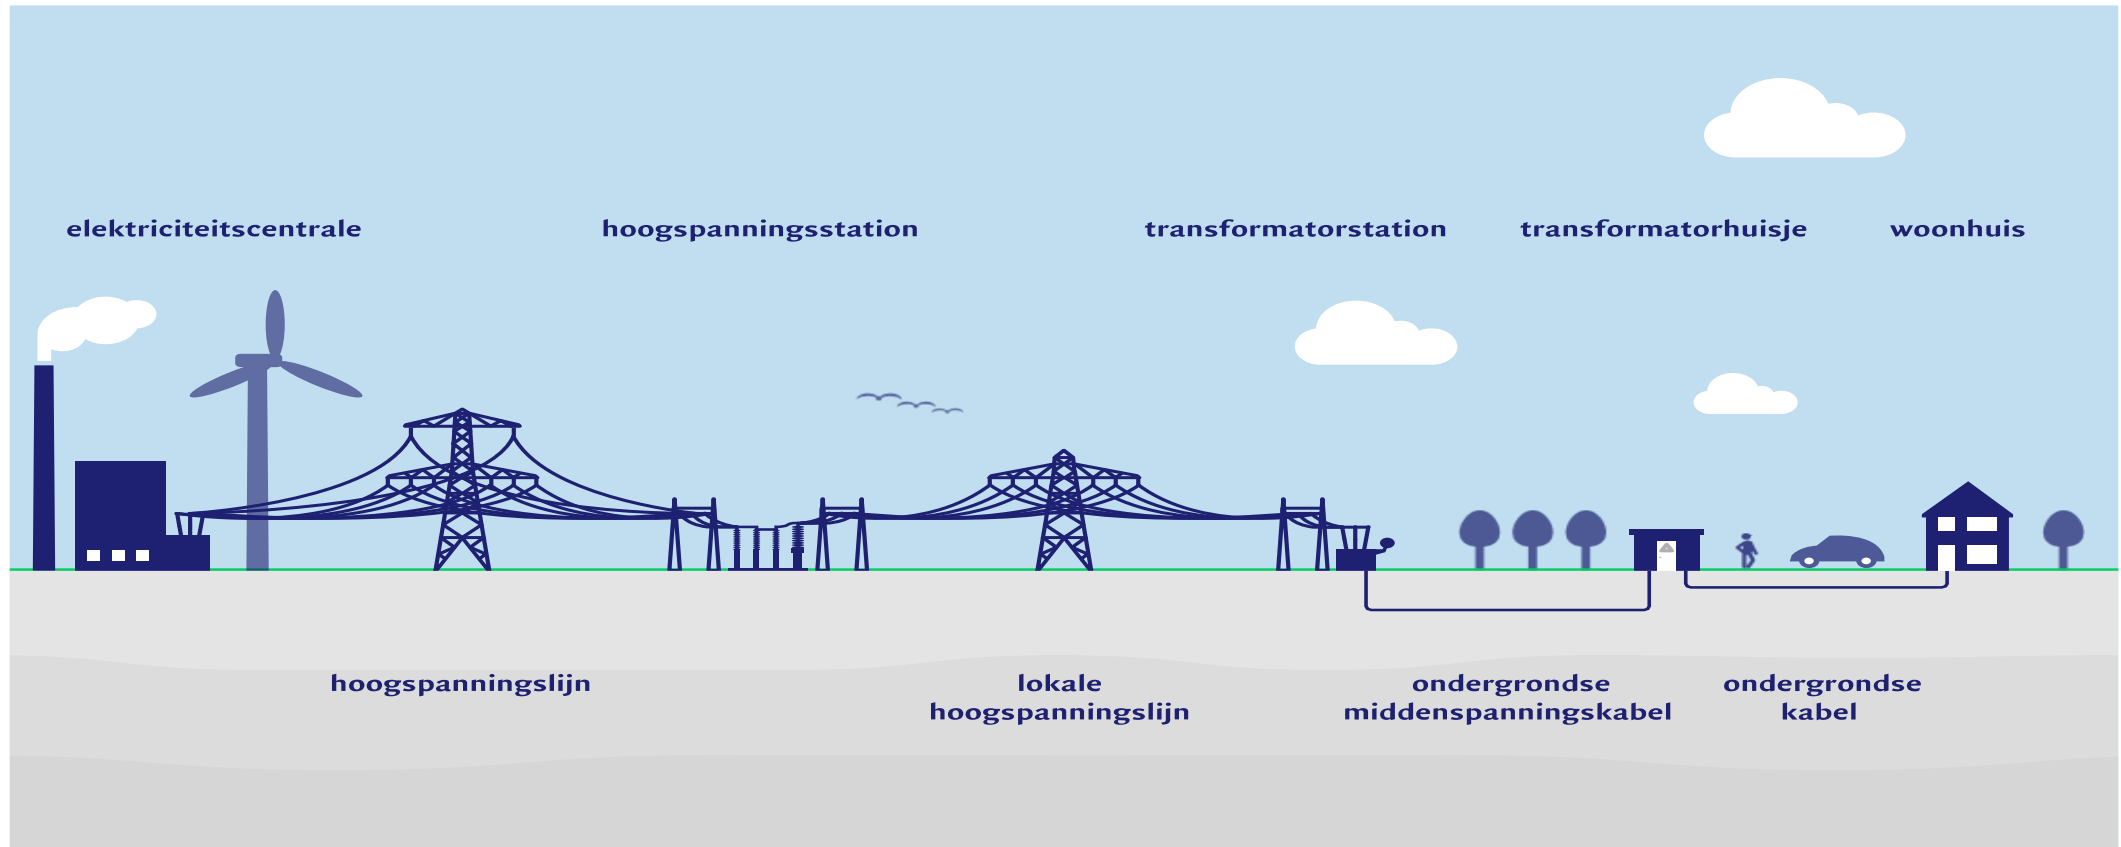 elektriciteitscentrale
hoogspanningsstation
transformatorstation
transformatorhuisje
woonhuis
hoogspanningslijn
lokale
hoogspanningslijn
ondergrondse
middenspanningskabel
ondergrondse
kabel